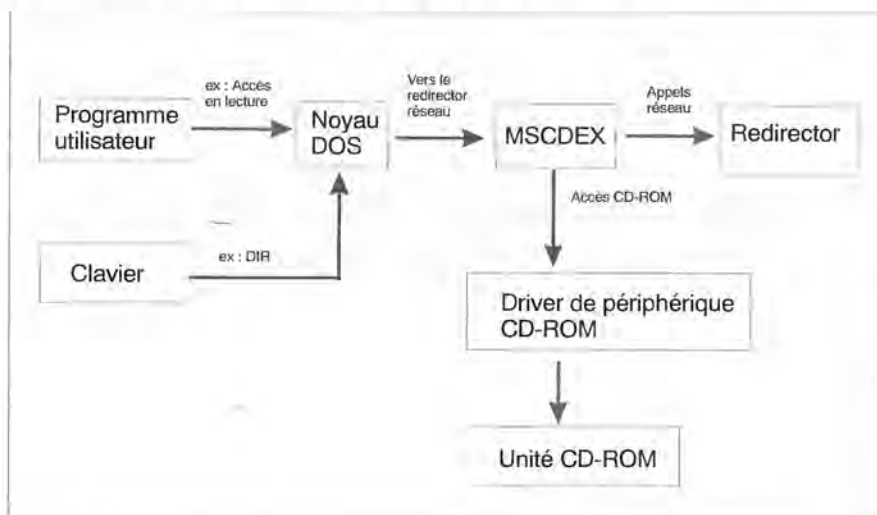 ex : Accès
en lecture
Vers le
redirector
réseau
Appels
réseau
Programme
utilisateur
Noyau
DOS
MSCDEX
Redirector
Accès CD-ROM
Clavier
ex : DIR
Driver de périphérique
CD-ROM
Unité CD-ROM